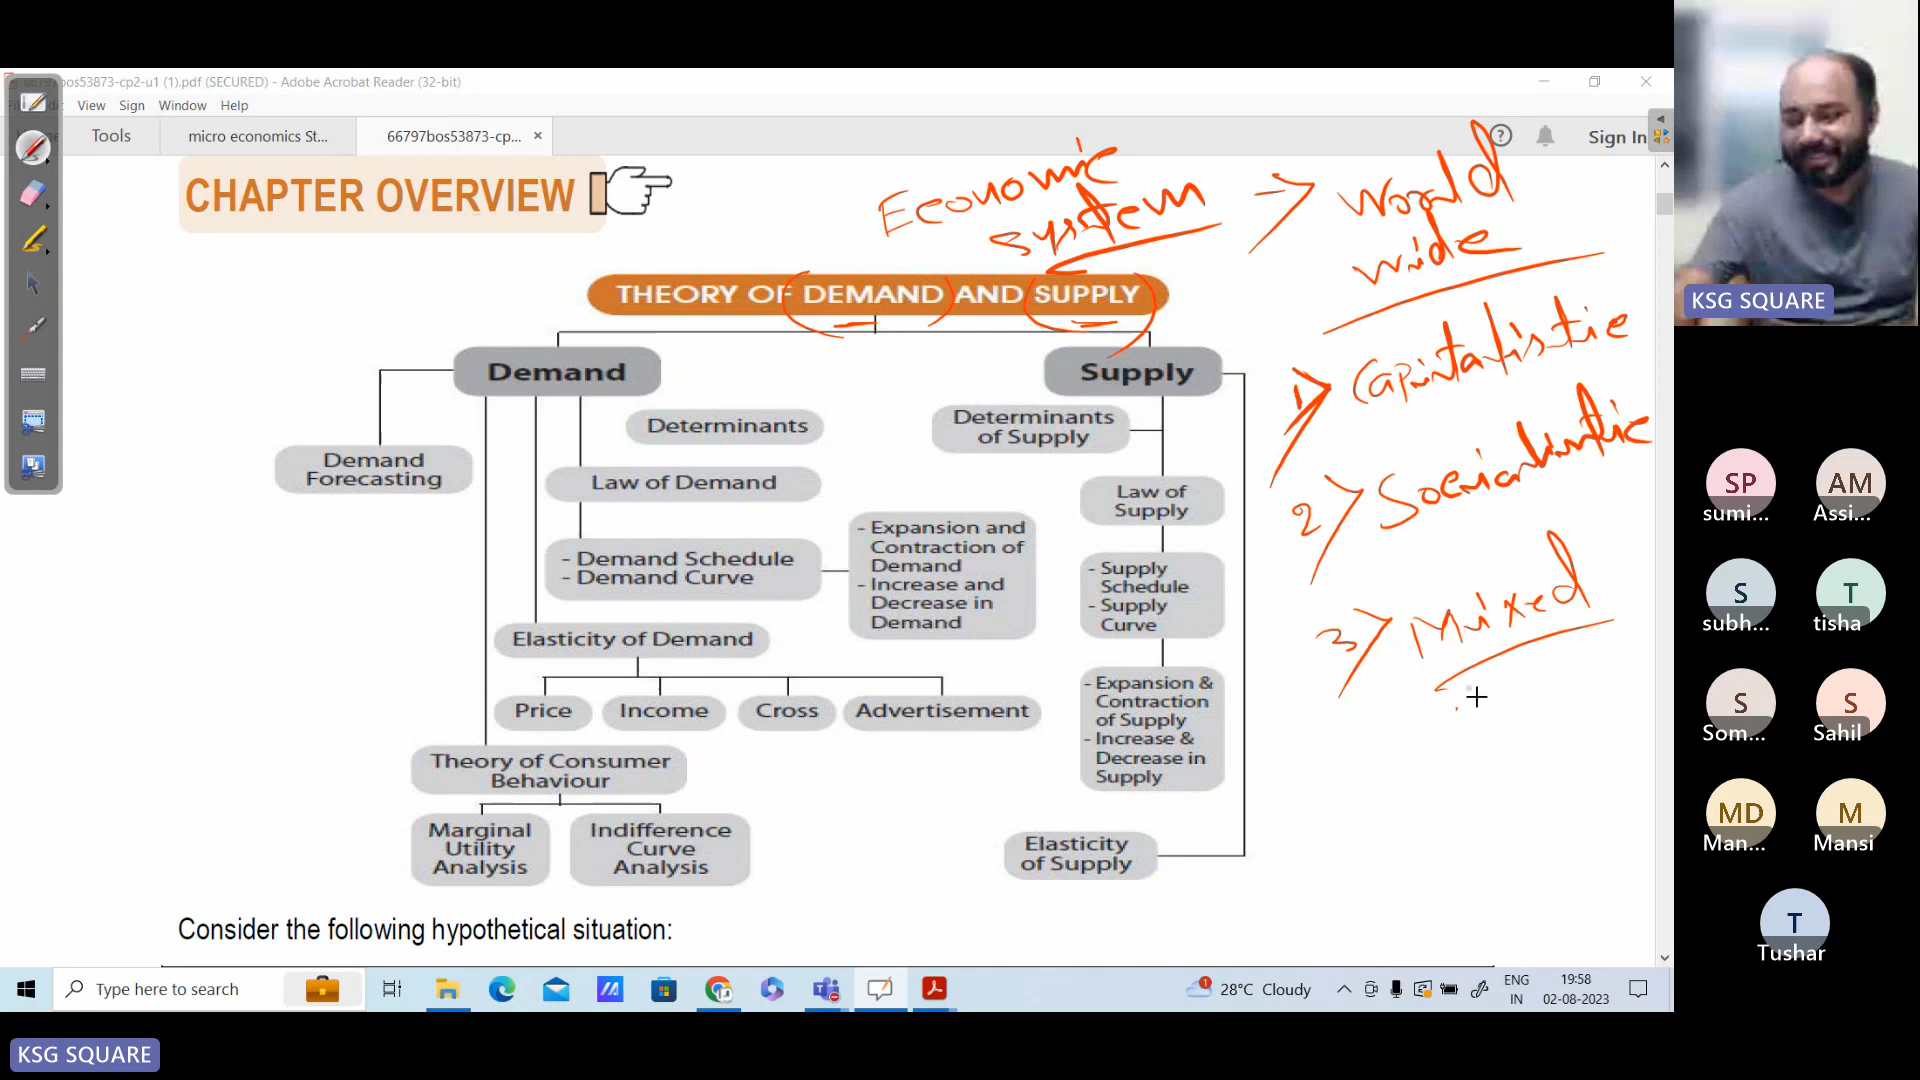 66797bos53873-cp2-u1 (1).pdf (SECURED) - Adobe Acrobat Reader (32-bit)
View Sign Window Help
Tools
micro economics St...
66797bos53873-cp...
Sign In
CHAPTER OVERVIEW
Economic
system
World
wide
THEORY OF DEMAND AND SUPPLY
Demand
Supply
Demand
Forecasting
Determinants
Law of Demand
- Demand Schedule
- Demand Curve
- Expansion and
Contraction of
Demand
- Increase and
Decrease in
Demand
Elasticity of Demand
Price
Income
Cross
Advertisement
Theory of Consumer
Behaviour
Marginal
Utility
Analysis
Indifference
Curve
Analysis
Determinants
of Supply
Law of
Supply
- Supply
Schedule
- Supply
Curve
- Expansion &
Contraction
of Supply
- Increase &
Decrease in
Supply
Elasticity
of Supply
1) Capitalistic
2)
3) Mixed
Consider the following hypothetical situation:
Type here to search
1
28°C Cloudy
ENG
IN
19:58
02-08-2023
KSG SQUARE
SP
sumi...
AM
Assi...
S
subh...
T
tisha
S
Som...
S
Sahil
MD
Man...
M
Mansi
T
Tushar
KSG SQUARE